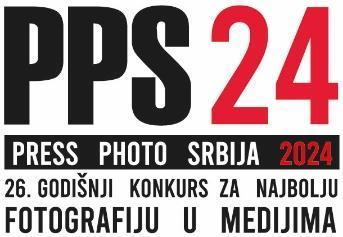 PPS 24
PRESS PHOTO SRBIJA 2024
26. GODIŠNJI KONKURS ZA NAJBOLJU
FOTOGRAFIJU U MEDIJIMA